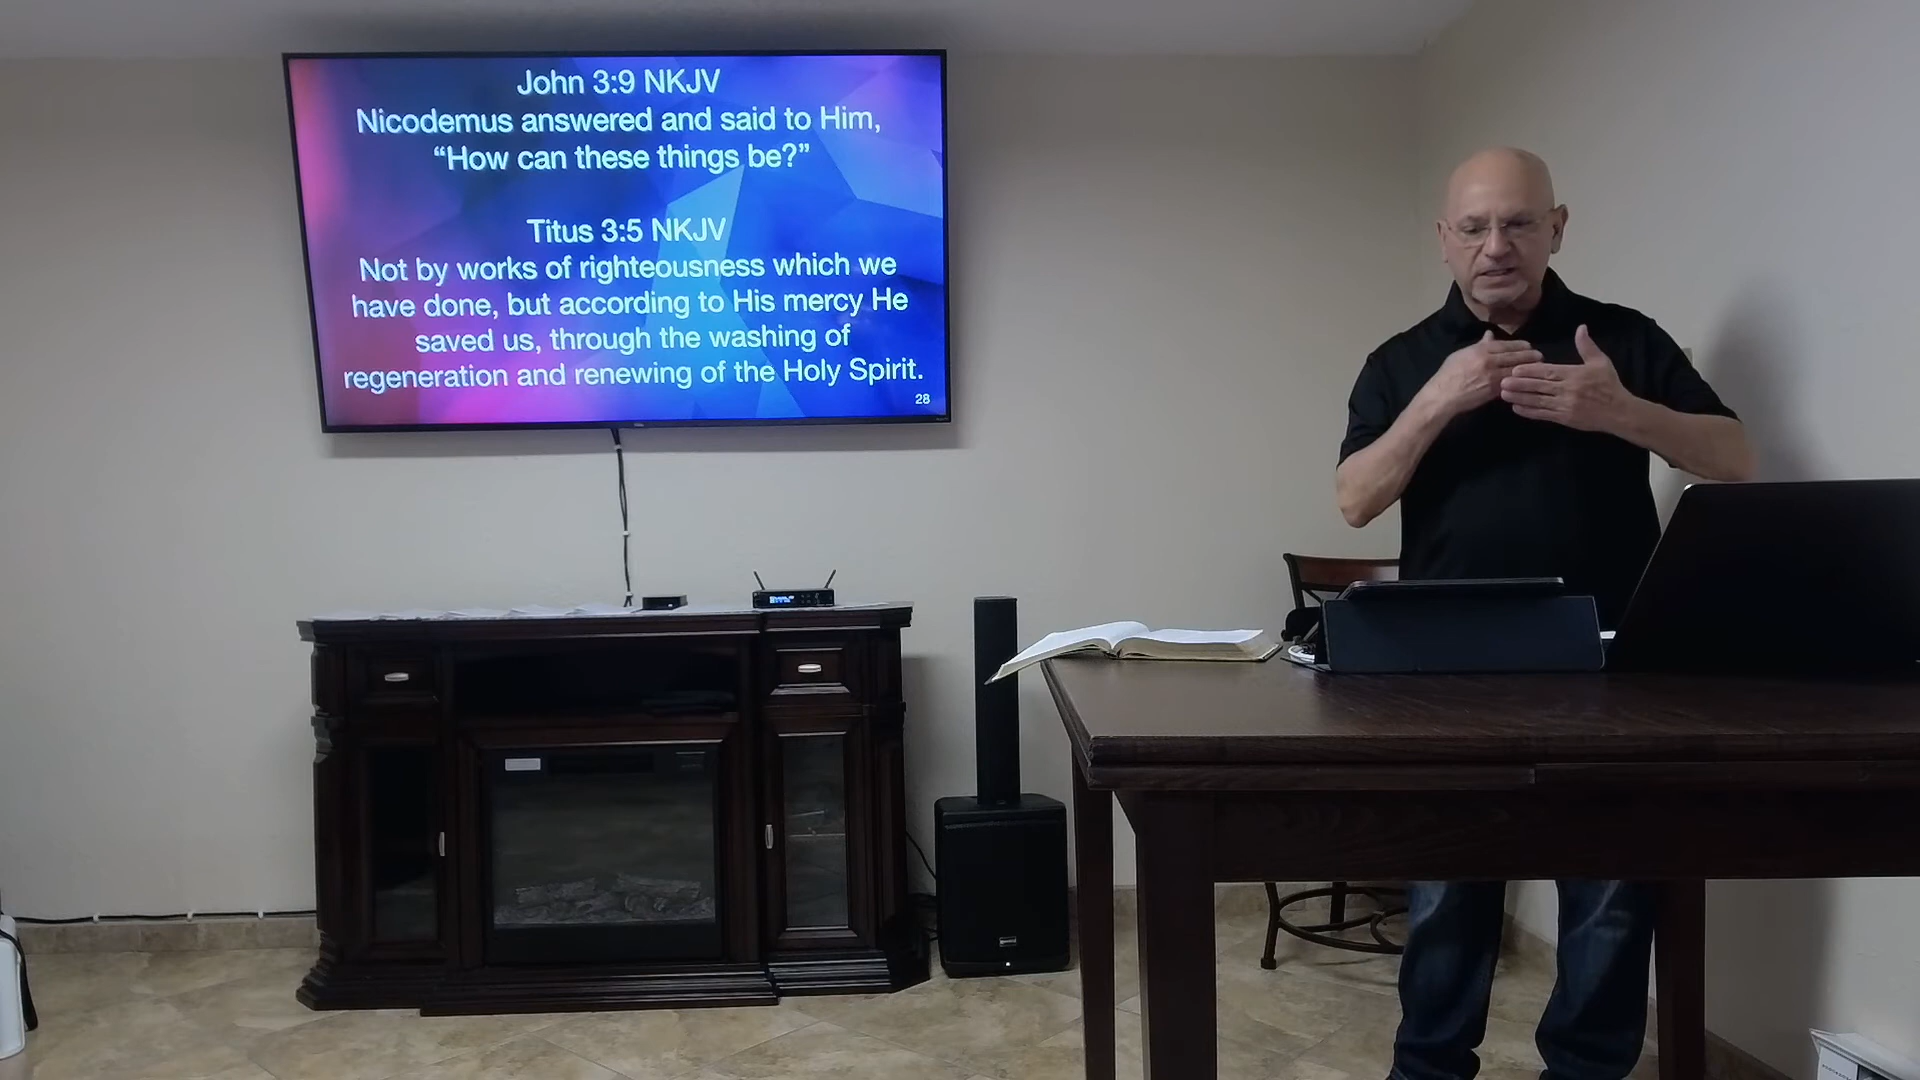 John 3:9 NKJV
Nicodemus answered and said to Him,
“How can these things be?”
Titus 3:5 NKJV
Not by works of righteousness which we
have done, but according to His mercy He
saved us, through the washing of
regeneration and renewing of the Holy Spirit.
28